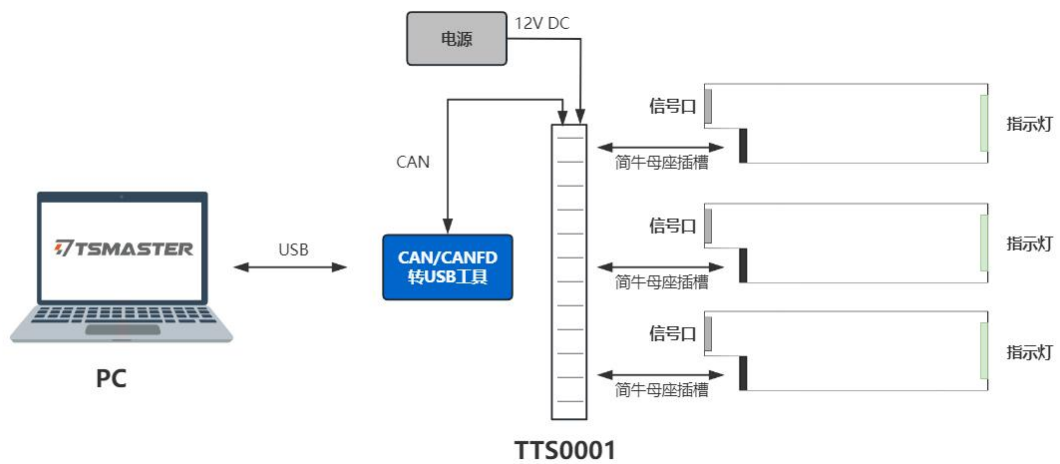 电源
12V DC
信号口
指示灯
CAN
简牛母座插槽
TSMASTER
USB
CAN/CANFD
转USB工具
信号口
指示灯
简牛母座插槽
信号口
指示灯
简牛母座插槽
PC
TTS0001